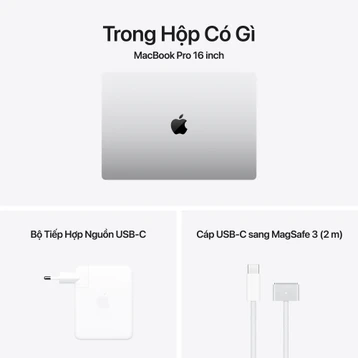 Trong Hộp Có Gì
MacBook Pro 16 inch
Bộ Tiếp Hợp Nguồn USB-C
Cáp USB-C sang MagSafe 3 (2 m)